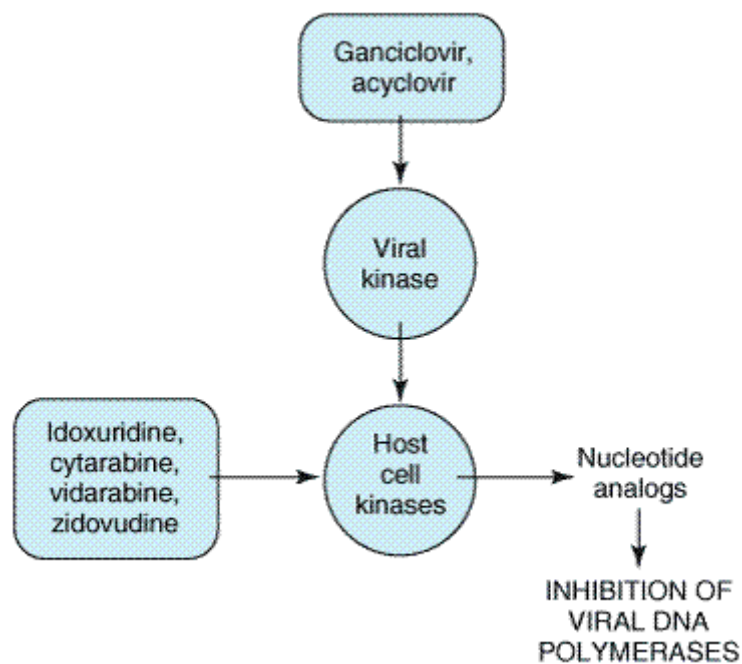 Ganciclovir,
acyclovir
Viral
kinase
Idoxuridine,
cytarabine,
vidarabine,
zidovudine
Host
cell
kinases
Nucleotide
analogs
INHIBITION OF
VIRAL DNA
POLYMERASES